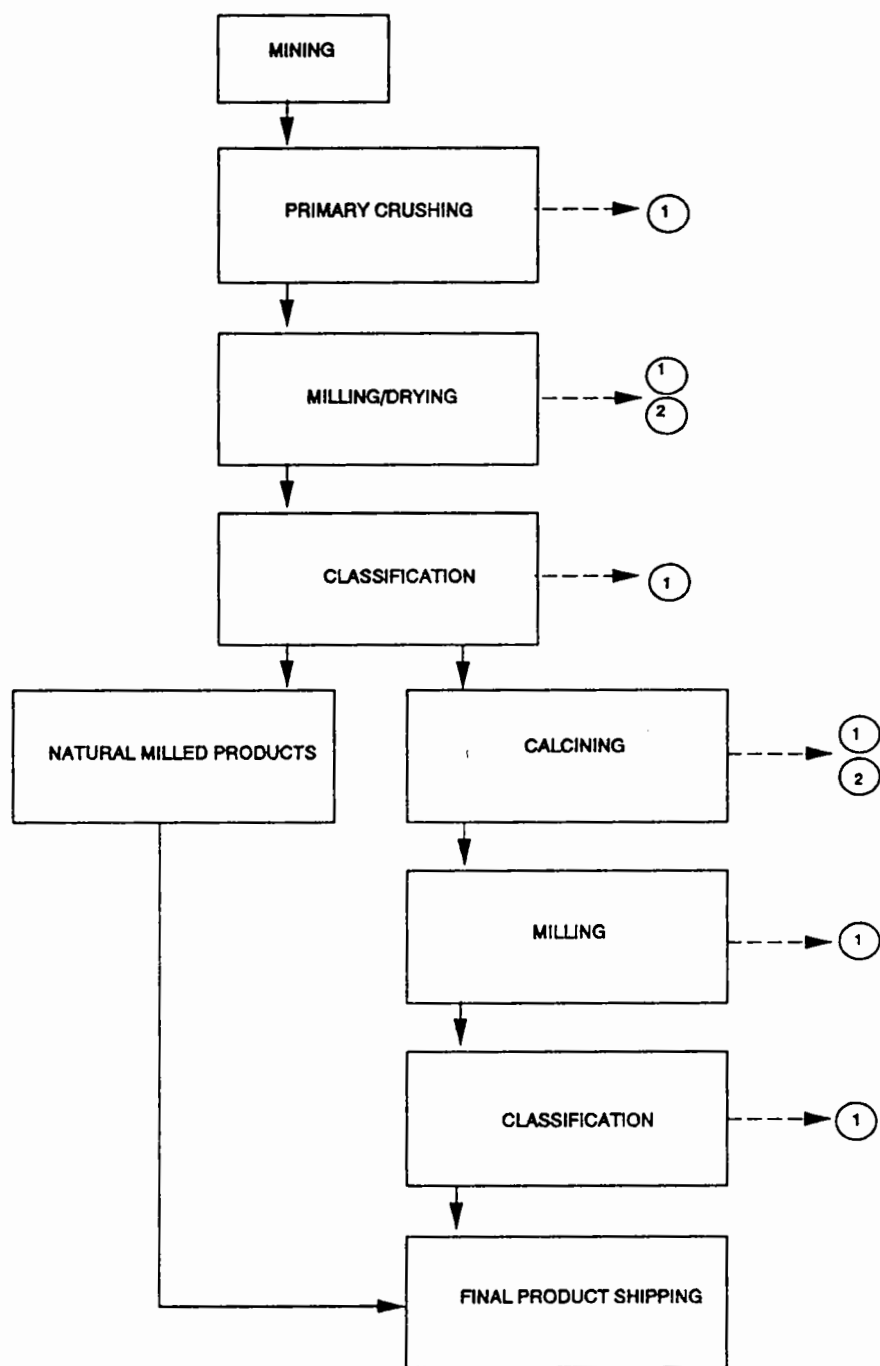 MINING
PRIMARY CRUSHING
1
MILLING/DRYING
1
2
CLASSIFICATION
1
NATURAL MILLED PRODUCTS
CALCINING
1
2
MILLING
1
CLASSIFICATION
1
FINAL PRODUCT SHIPPING